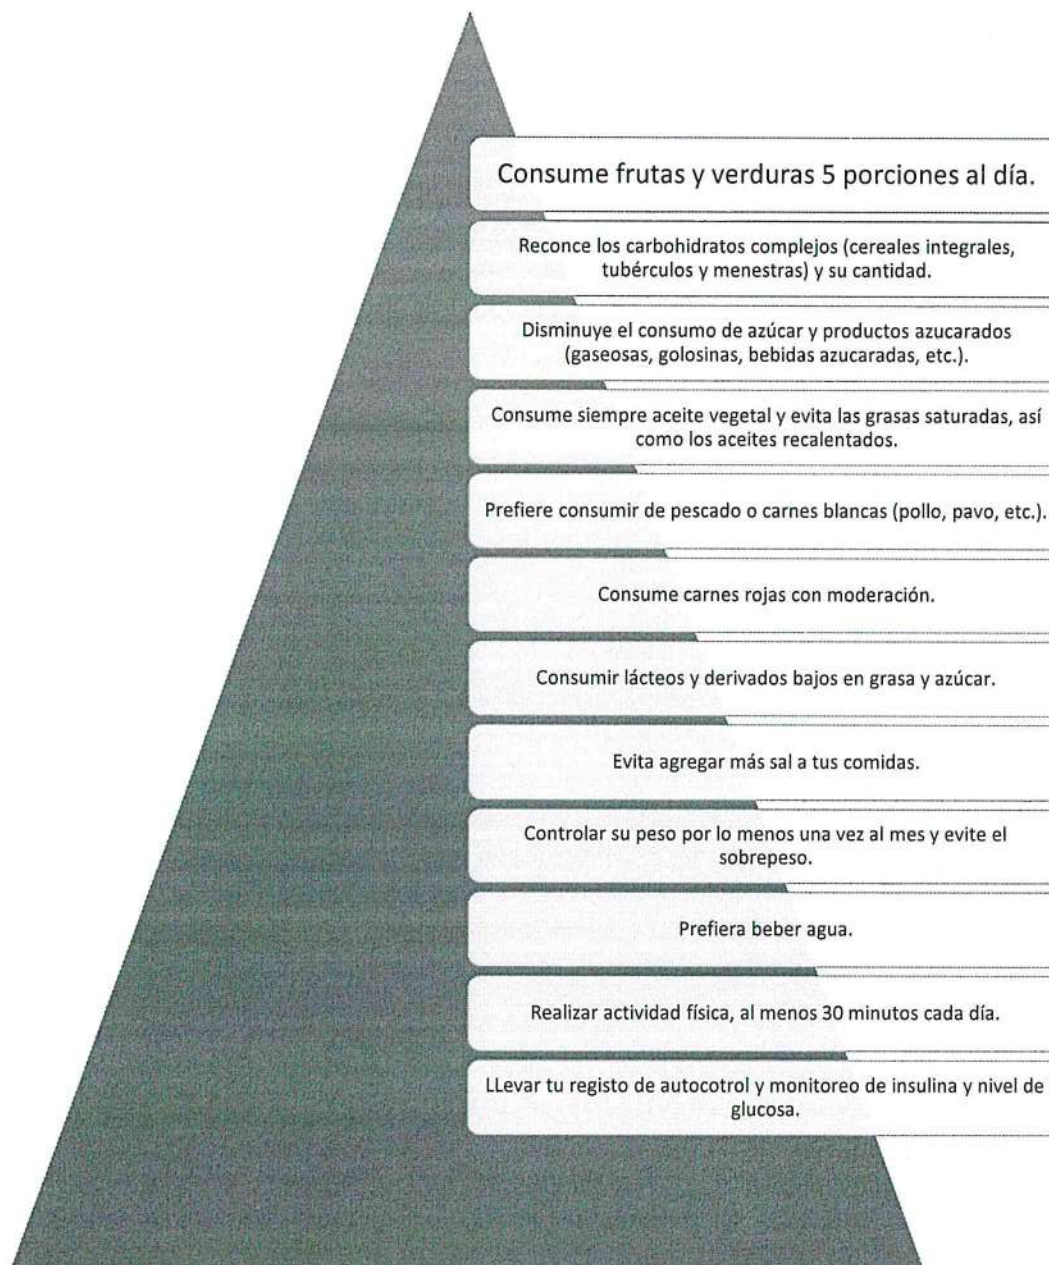 Consume frutas y verduras 5 porciones al día.
Reconce los carbohidratos complejos (cereales integrales,
tubérculos y menestras) y su cantidad.
Disminuye el consumo de azúcar y productos azucarados
(gaseosas, golosinas, bebidas azucaradas, etc.).
Consume siempre aceite vegetal y evita las grasas saturadas, así
como los aceites recalentados.
Prefiere consumir de pescado o carnes blancas (pollo, pavo, etc.).
Consume carnes rojas con moderación.
Consumir lácteos y derivados bajos en grasa y azúcar.
Evita agregar más sal a tus comidas.
Controlar su peso por lo menos una vez al mes y evite el
sobrepeso.
Prefiera beber agua.
Realizar actividad física, al menos 30 minutos cada día.
LLevar tu registo de autocotrol y monitoreo de insulina y nivel de
glucosa.